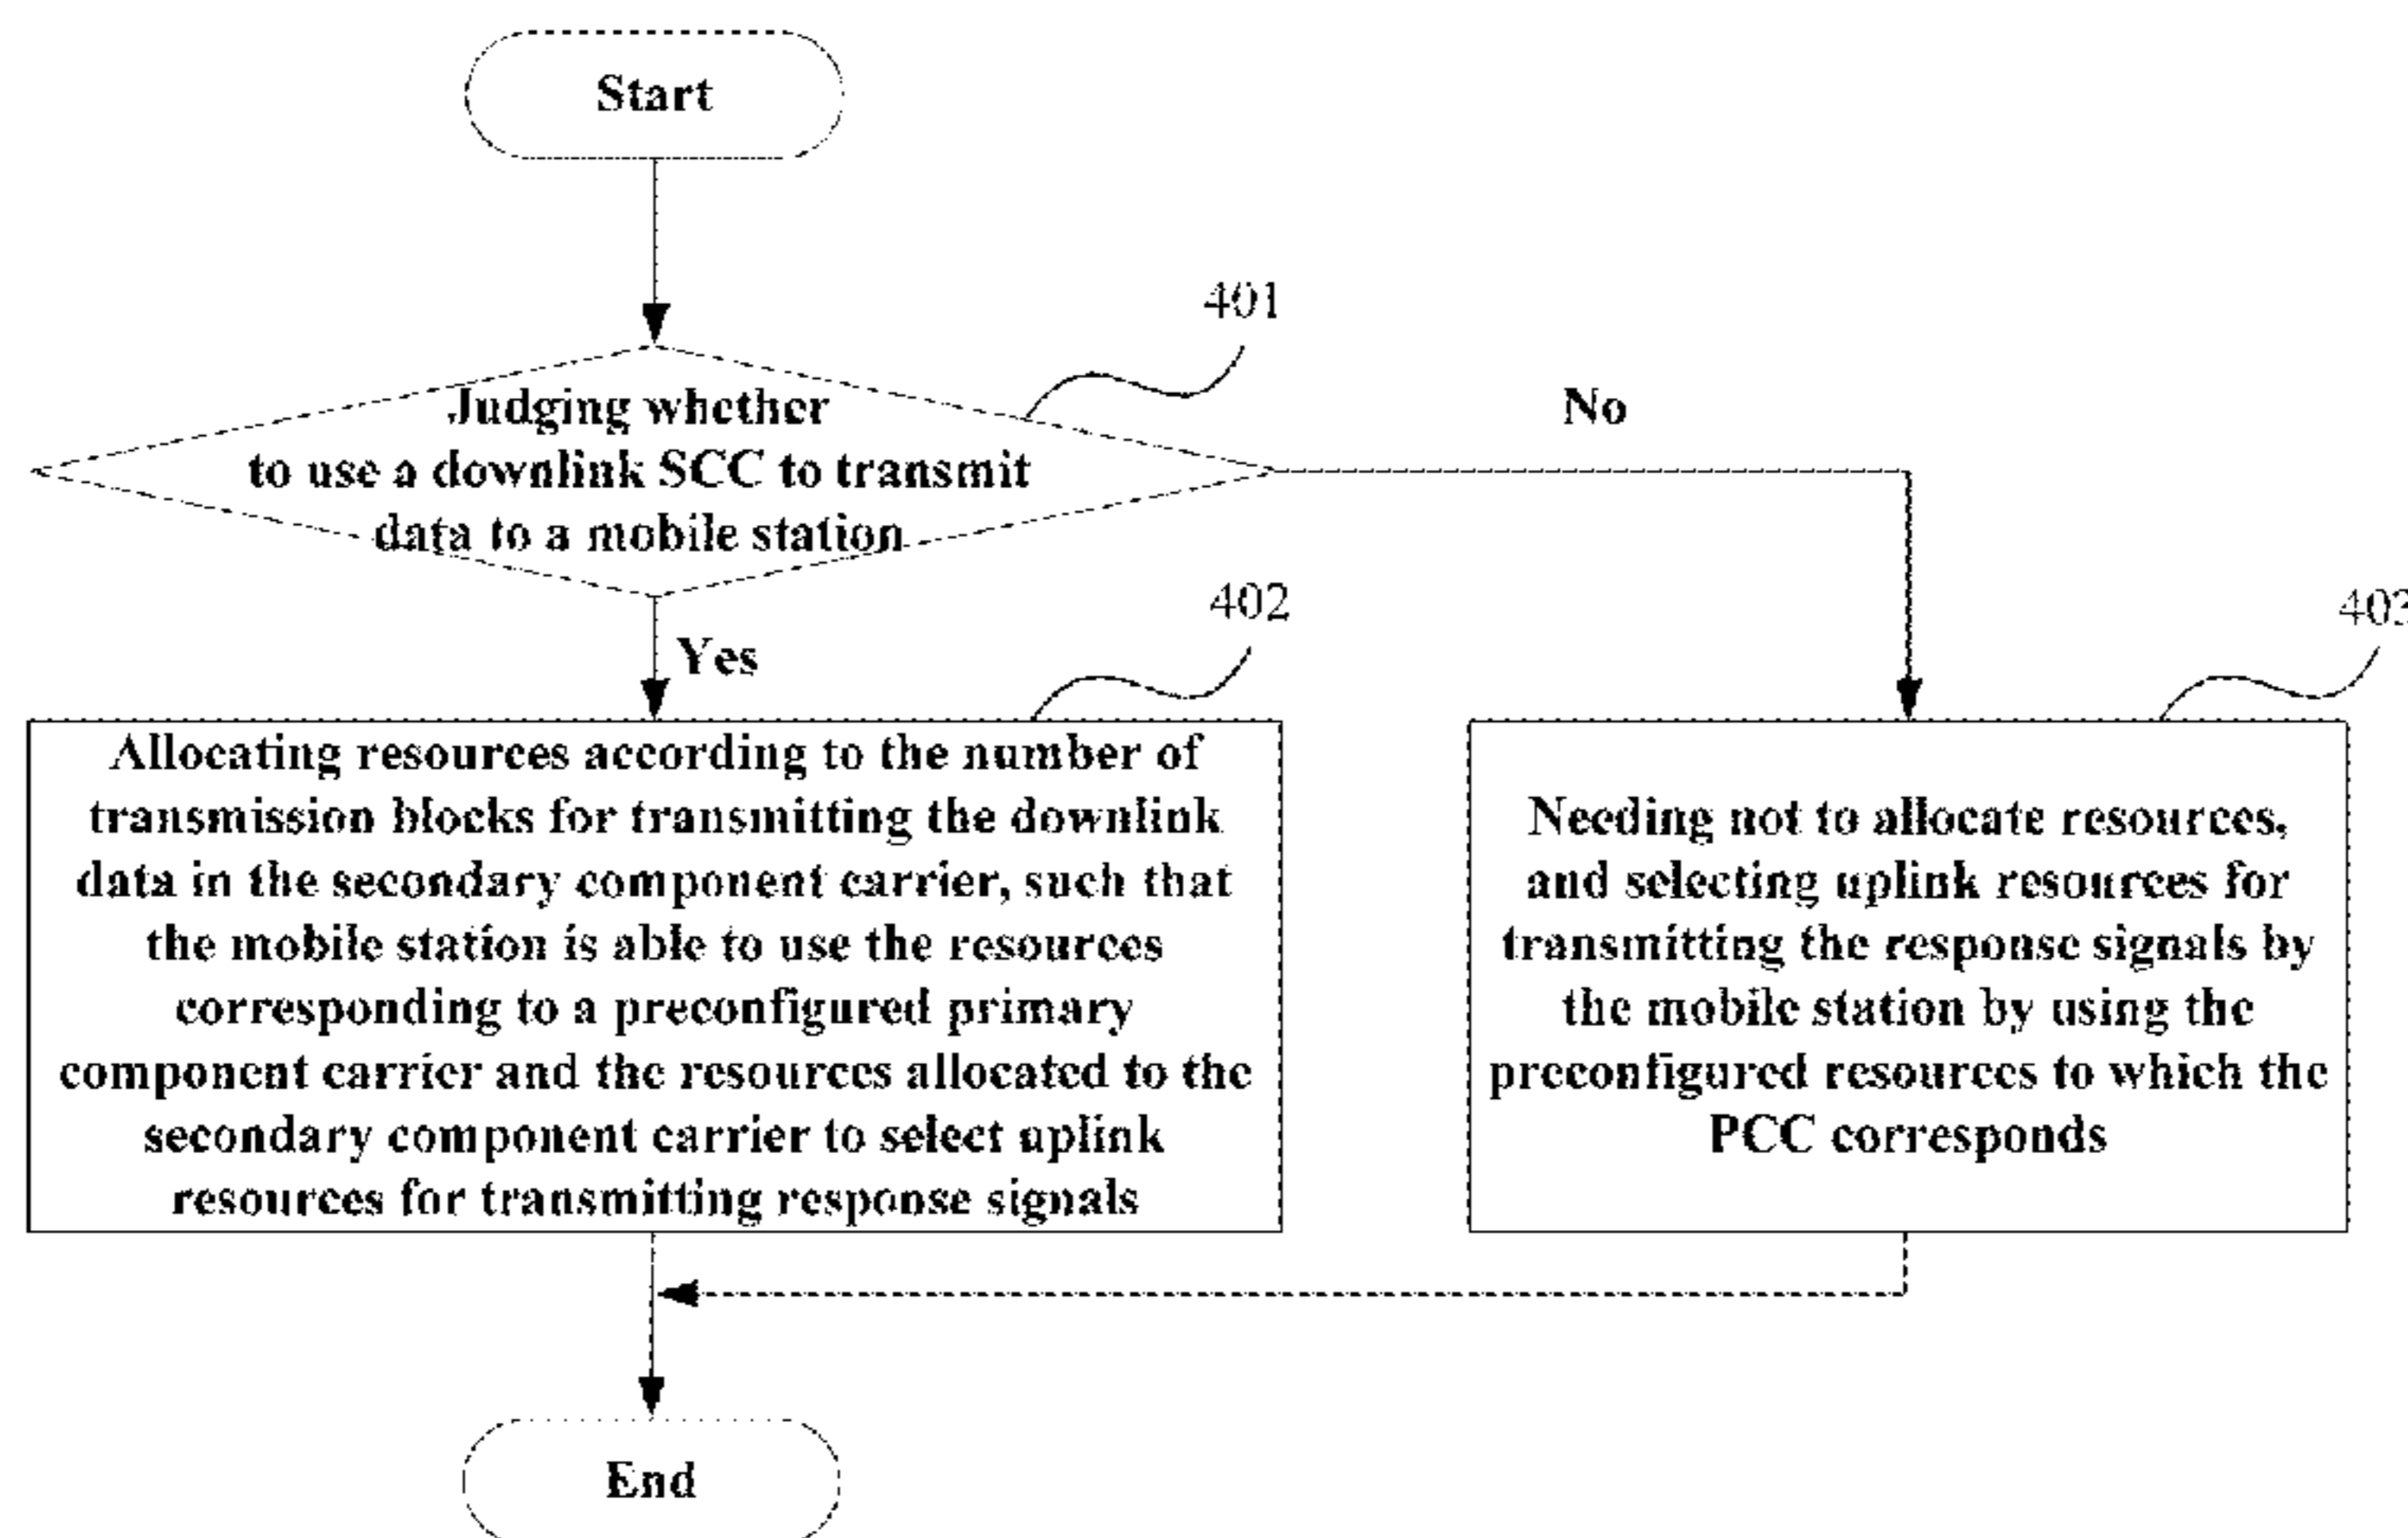 Start
401
Judging whether
to use a downlink SCC to transmit
data to a mobile station
No
Yes
402
403
Allocating resources according to the number of
transmission blocks for transmitting the downlink
data in the secondary component carrier, such that
the mobile station is able to use the resources
corresponding to a preconfigured primary
component carrier and the resources allocated to the
secondary component carrier to select uplink
resources for transmitting response signals
Needing not to allocate resources,
and selecting uplink resources for
transmitting the response signals by
the mobile station by using the
preconfigured resources to which the
PCC corresponds
End